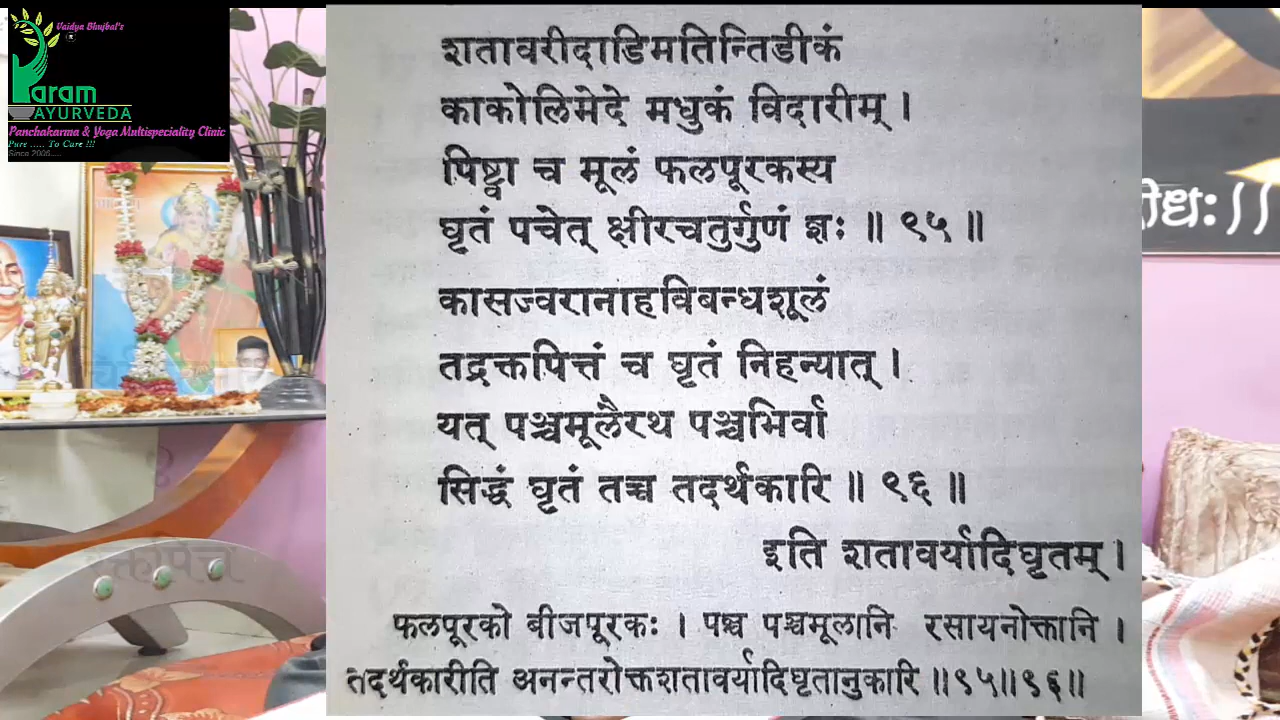 Vaidya Bhujbal's
Param
AYURVEDA
Panchakarma & Yoga Multispeciality Clinic
Pure ..... To Cure !!!
Since 2006.....
शतावरीदाडिमतिन्तिडीकं
काकोलिमेदे मधुकं विदारीम् ।
पिष्ट्वा च मूलं फलपूरकस्य
घृतं पचेत् क्षीरचतुर्गुणं ज्ञः ॥ ९५ ॥
कासज्वरानाहविबन्धशूलं
तद्रक्तपित्तं च घृतं निहन्यात् ।
यत् पञ्चमूलैरथ पञ्चभिर्वा
सिद्धं घृतं तच्च तदर्थकारि ॥ ९६ ॥
इति शतावर्यादिघृतम् ।
फलपूरको बीजपूरकः । पञ्च पञ्चमूलानि रसायनोक्तानि ।
तदर्थकारीति अनन्तरोक्तशतावर्यादिघृतानुकारि ॥९५॥९६॥